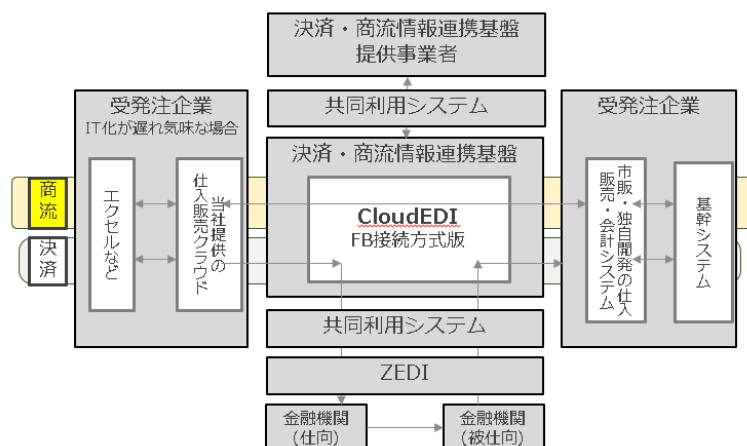 決済・商流情報連携基盤
提供事業者
受発注企業
IT化が遅れ気味な場合
共同利用システム
受発注企業
決済・商流情報連携基盤
商流
決済
エクセルなど
当社提供の
仕入販売クラウド
CloudEDI
FB接続方式版
市販・独自開発の仕入
販売・会計システム
基幹システム
共同利用システム
ZEDI
金融機関
(仕向)
金融機関
(被仕向)